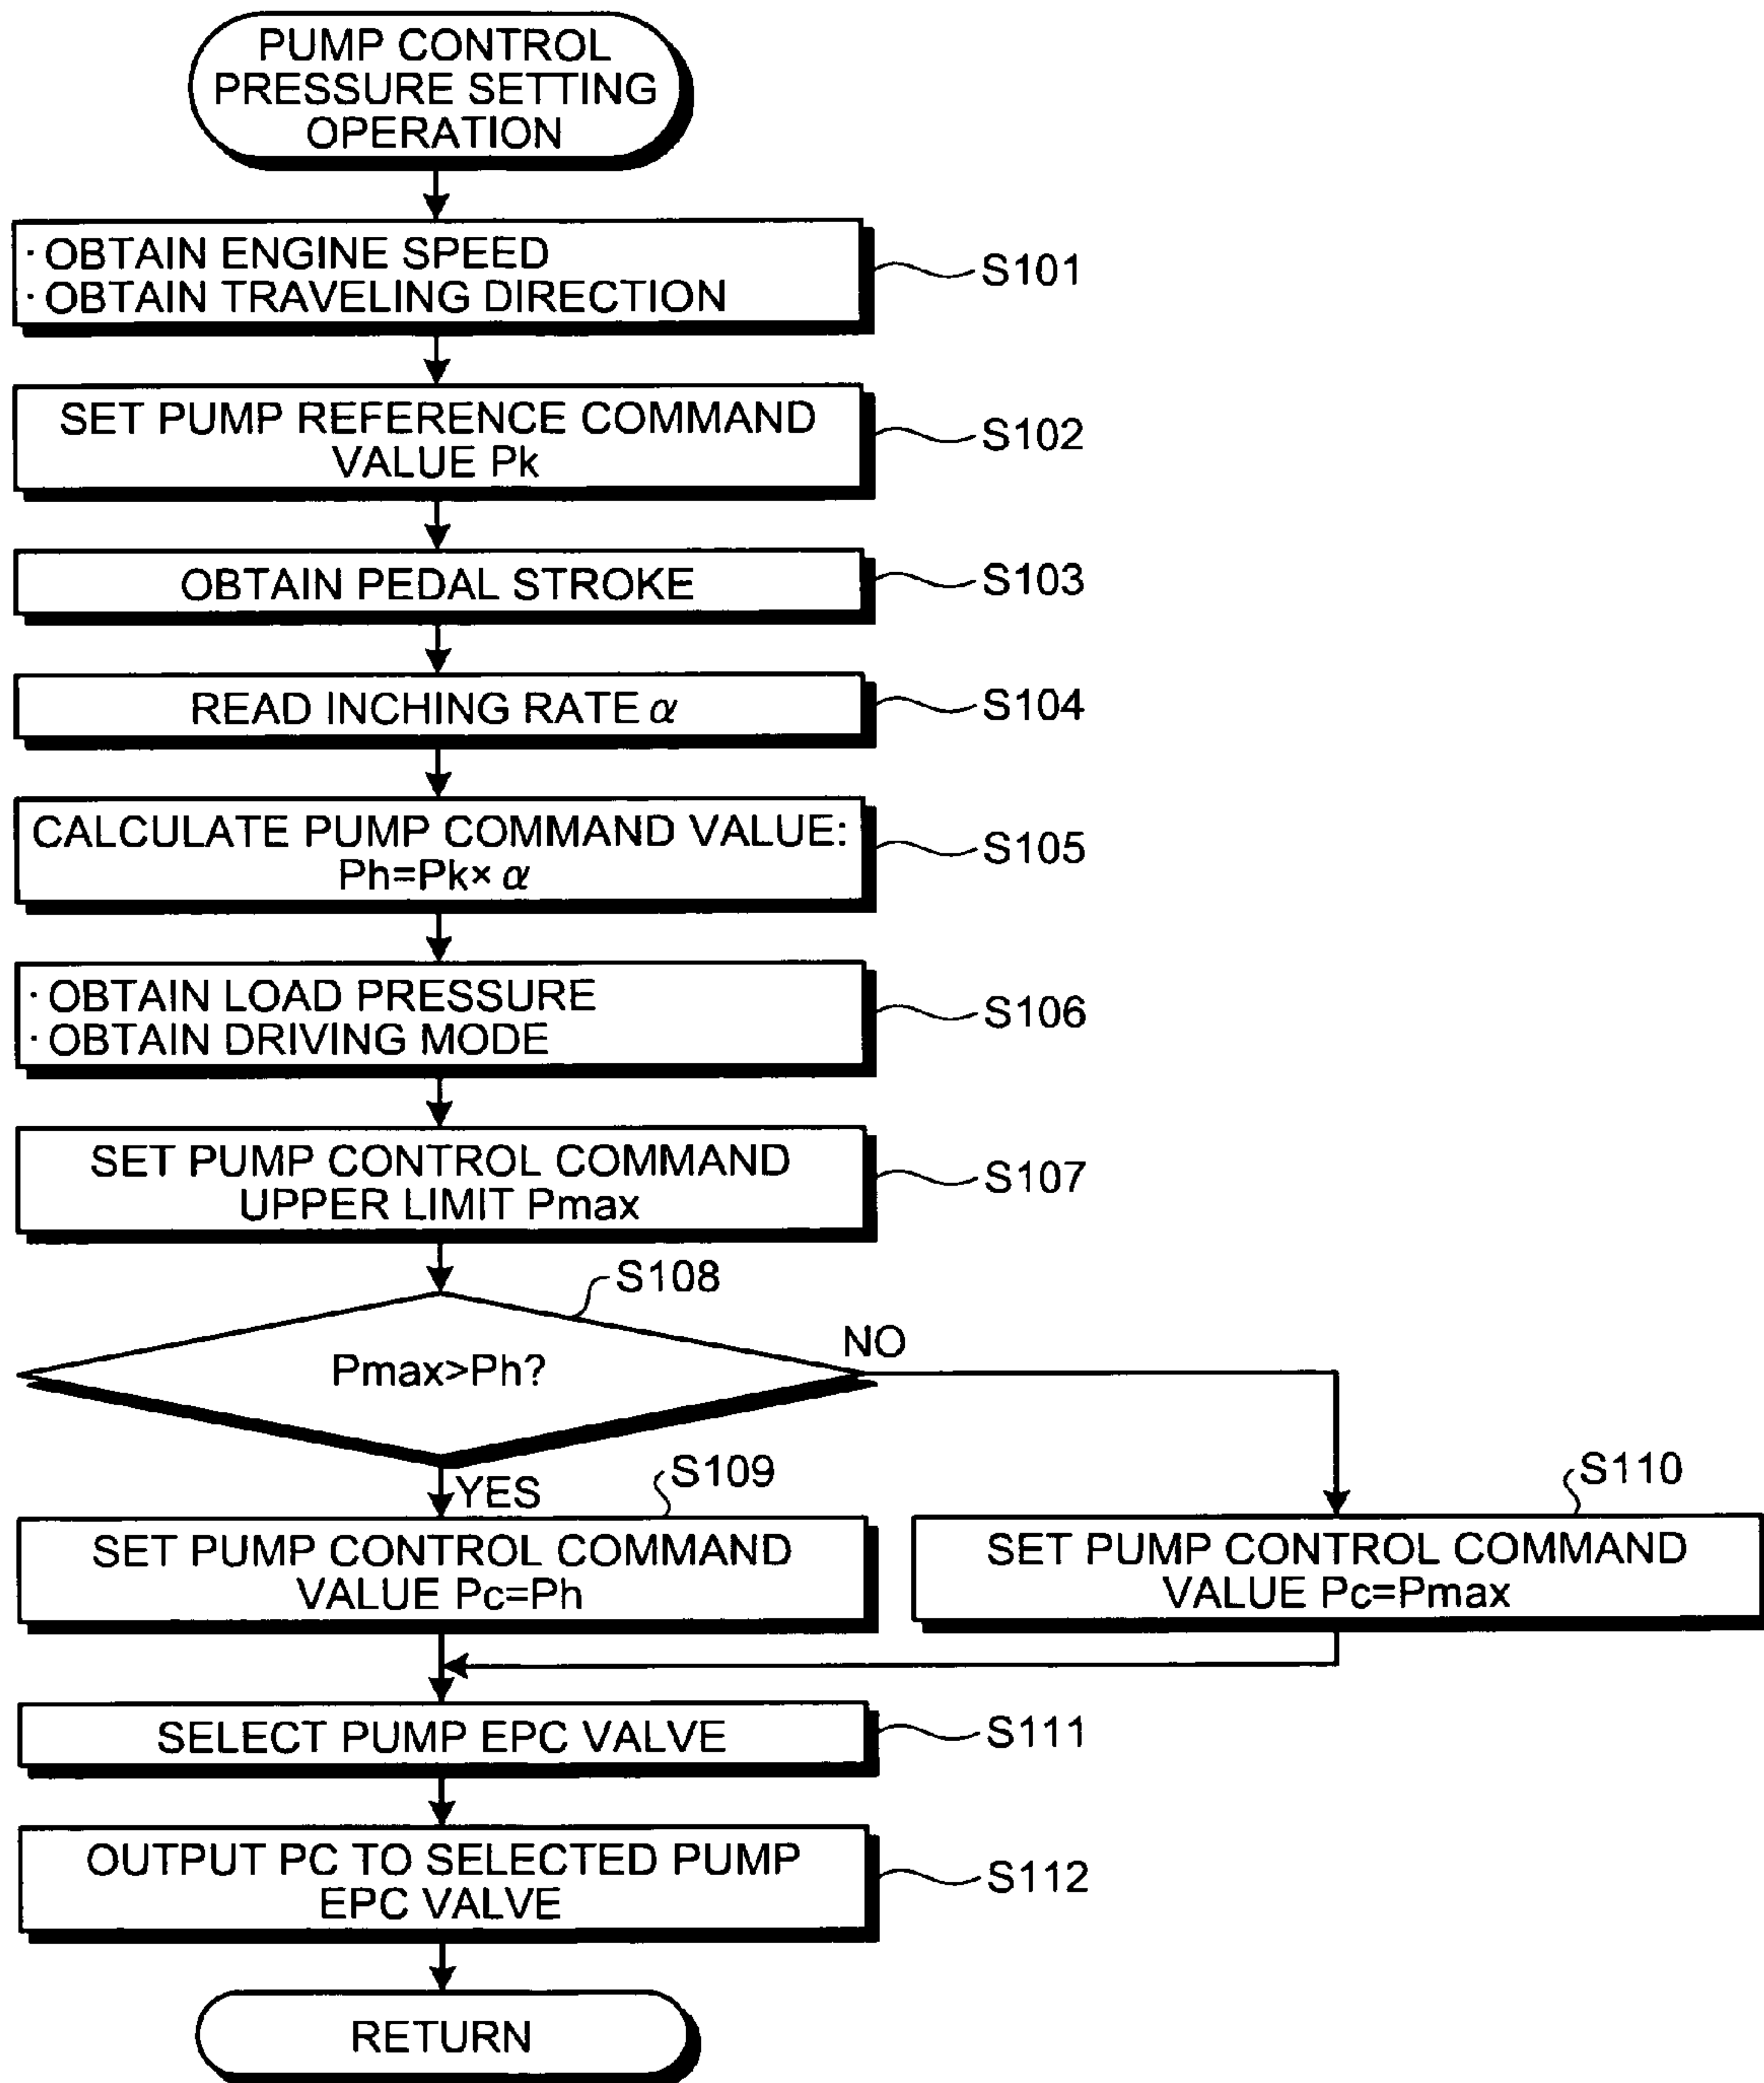 PUMP CONTROL
PRESSURE SETTING
OPERATION
· OBTAIN ENGINE SPEED
· OBTAIN TRAVELING DIRECTION
S101
SET PUMP REFERENCE COMMAND
VALUE Pk
S102
OBTAIN PEDAL STROKE
S103
READ INCHING RATE α
S104
CALCULATE PUMP COMMAND VALUE:
Ph=Pk× α
S105
· OBTAIN LOAD PRESSURE
· OBTAIN DRIVING MODE
S106
SET PUMP CONTROL COMMAND
UPPER LIMIT Pmax
S107
S108
Pmax>Ph?
NO
YES
S109
SET PUMP CONTROL COMMAND
VALUE Pc=Ph
S110
SET PUMP CONTROL COMMAND
VALUE Pc=Pmax
SELECT PUMP EPC VALVE
S111
OUTPUT PC TO SELECTED PUMP
EPC VALVE
S112
RETURN